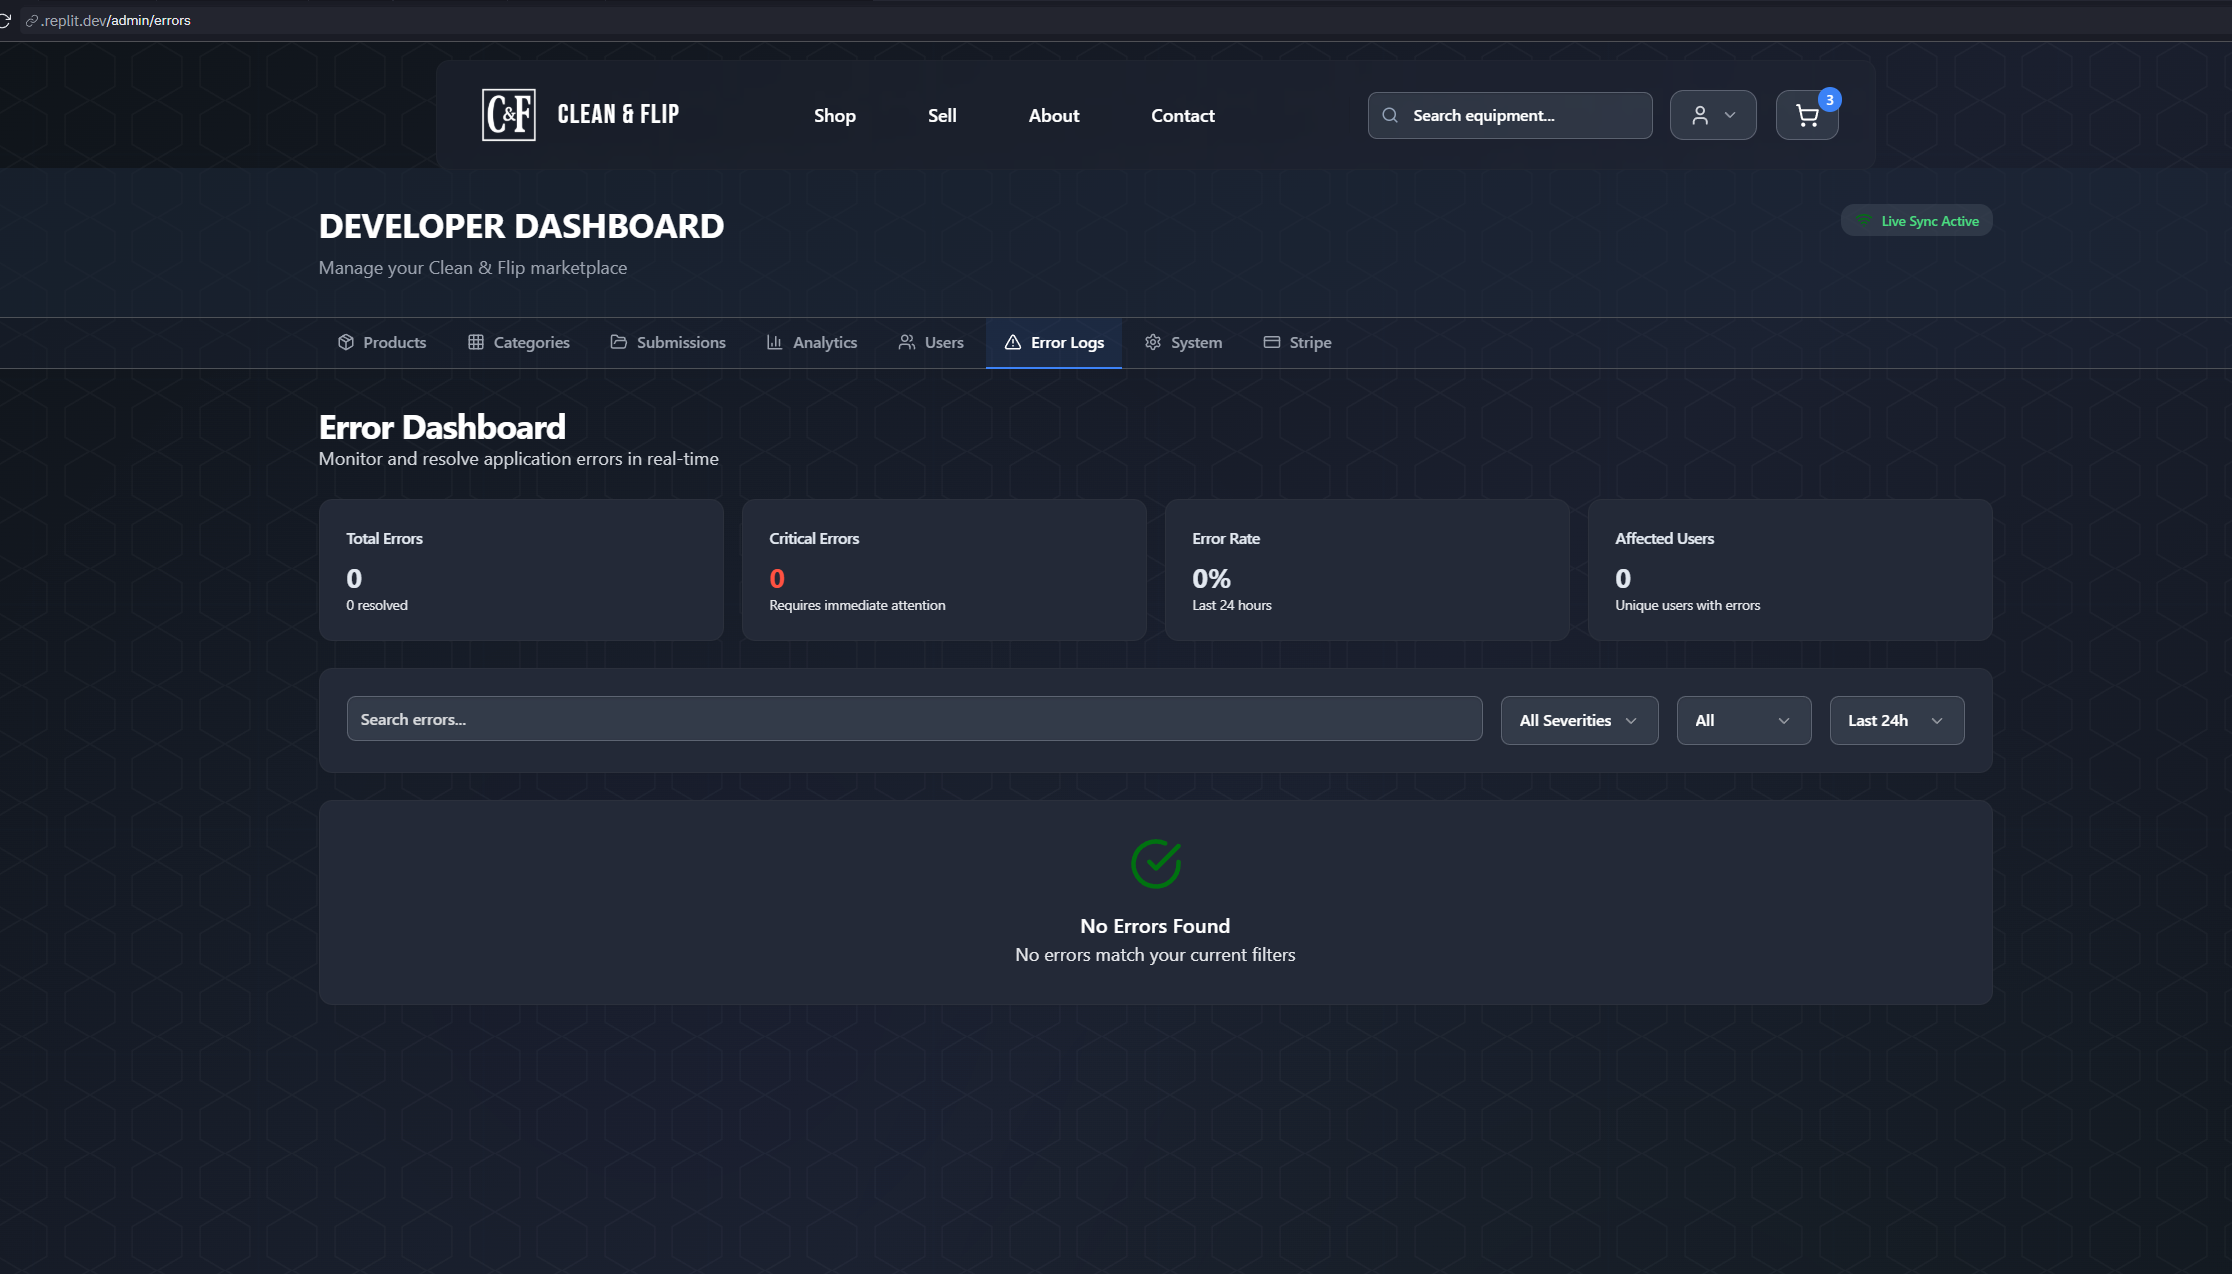 .replit.dev/admin/errors
C&F
CLEAN & FLIP
Shop
Sell
About
Contact
Search equipment...
3
DEVELOPER DASHBOARD
Live Sync Active
Manage your Clean & Flip marketplace
Products
Categories
Submissions
Analytics
Users
Error Logs
System
Stripe
Error Dashboard
Monitor and resolve application errors in real-time
Total Errors
0
0 resolved
Critical Errors
0
Requires immediate attention
Error Rate
0%
Last 24 hours
Affected Users
0
Unique users with errors
Search errors...
All Severities
All
Last 24h
No Errors Found
No errors match your current filters